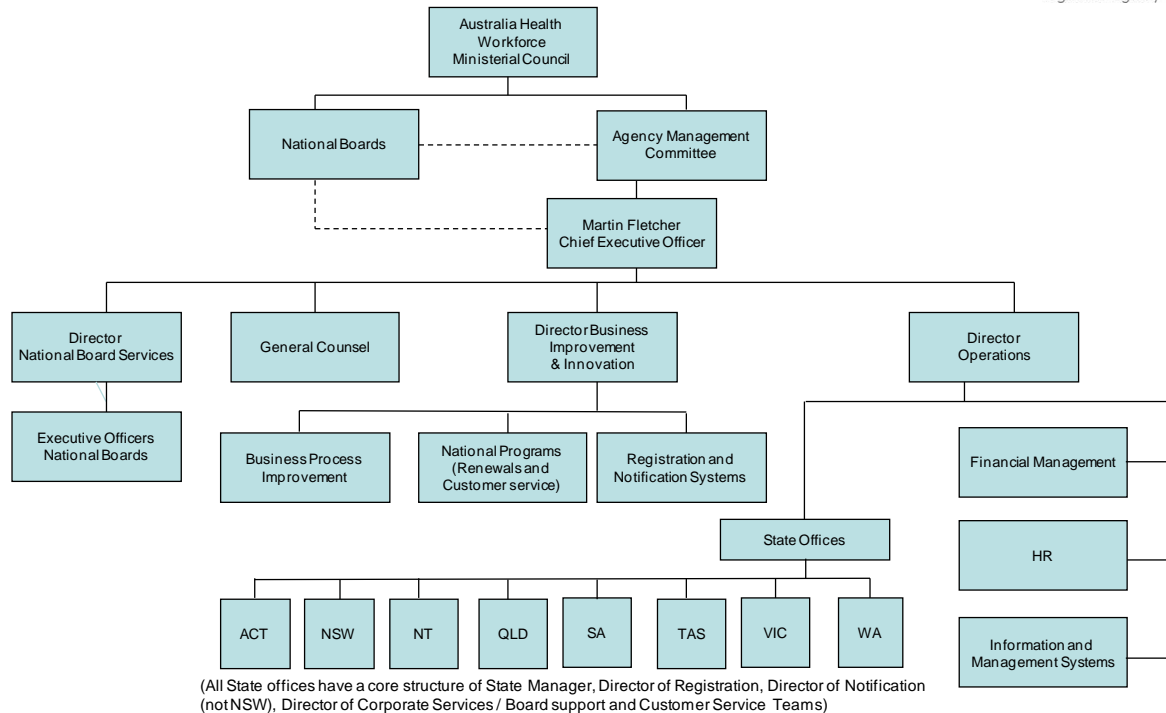 Australia Health
Workforce
Ministerial Council
National Boards
Agency Management
Committee
Martin Fletcher
Chief Executive Officer
Director
National Board Services
General Counsel
Director Business
Improvement
& Innovation
Director
Operations
Executive Officers
National Boards
Business Process
Improvement
National Programs
(Renewals and
Customer service)
Registration and
Notification Systems
Financial Management
State Offices
HR
ACT
NSW
NT
QLD
SA
TAS
VIC
WA
Information and
Management Systems
(All State offices have a core structure of State Manager, Director of Registration, Director of Notification
(not NSW), Director of Corporate Services / Board support and Customer Service Teams)